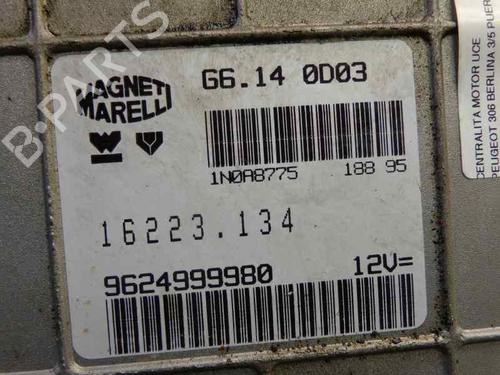 MAGNETI
MARELLI
G6.14 0D03
1N0A8775 188 95
16223.134
9624999980 12V=
B-PARTS
CENTRALITA MOTOR UCE
PEUGEOT 306 BERLINA 3/5 PUER